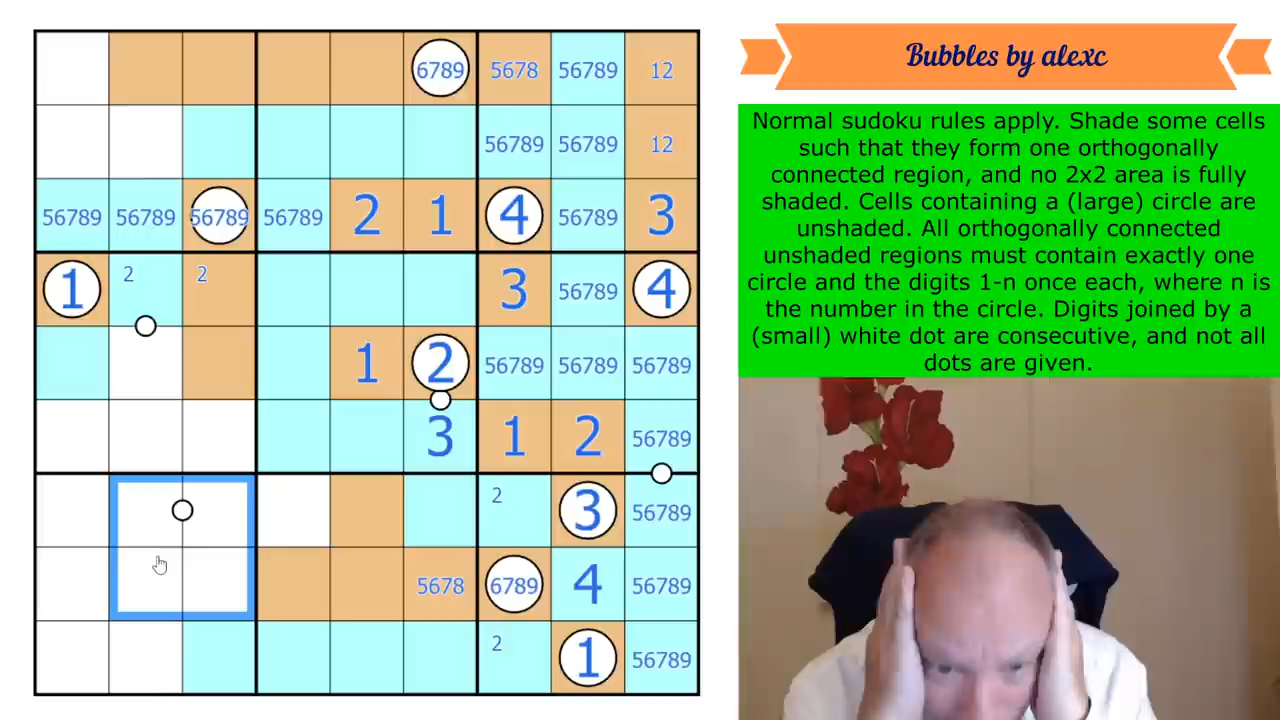 Bubbles by alexc
Normal sudoku rules apply. Shade some cells
such that they form one orthogonally
connected region, and no 2x2 area is fully
shaded. Cells containing a (large) circle are
unshaded. All orthogonally connected
unshaded regions must contain exactly one
circle and the digits 1-n once each, where n is
the number in the circle. Digits joined by a
(small) white dot are consecutive, and not all
dots are given.
6789 5678 56789 12
56789 56789 12
56789 56789 56789 56789 2 1 4 56789 3
1 2 2 3 56789 4
1 2 56789 56789 56789
3 1 2 56789
2 3 56789
5678 6789 4 56789
2 1 56789